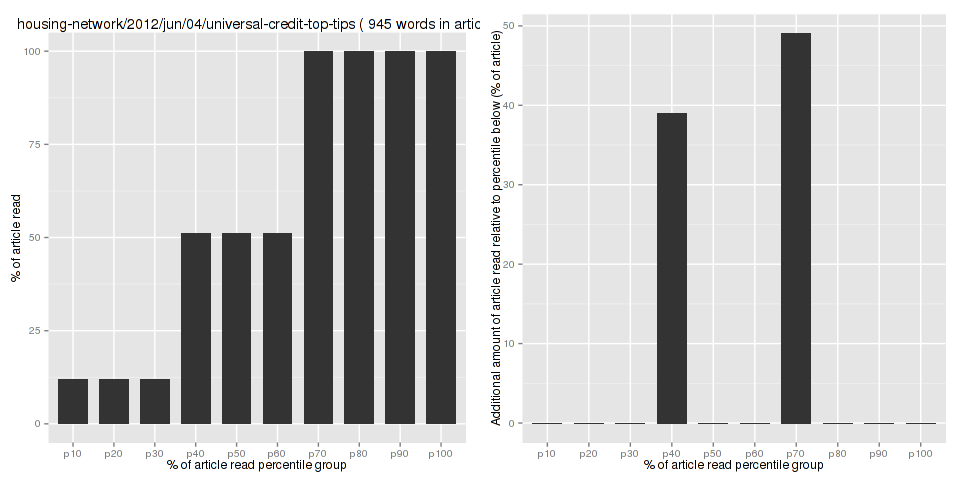 housing-network/2012/jun/04/universal-credit-top-tips ( 945 words in artic
% of article read
100
75
50
25
0
p10 p20 p30 p40 p50 p60 p70 p80 p90 p100
% of article read percentile group
Additional amount of article read relative to percentile below (% of article)
50
40
30
20
10
0
p10 p20 p30 p40 p50 p60 p70 p80 p90 p100
% of article read percentile group